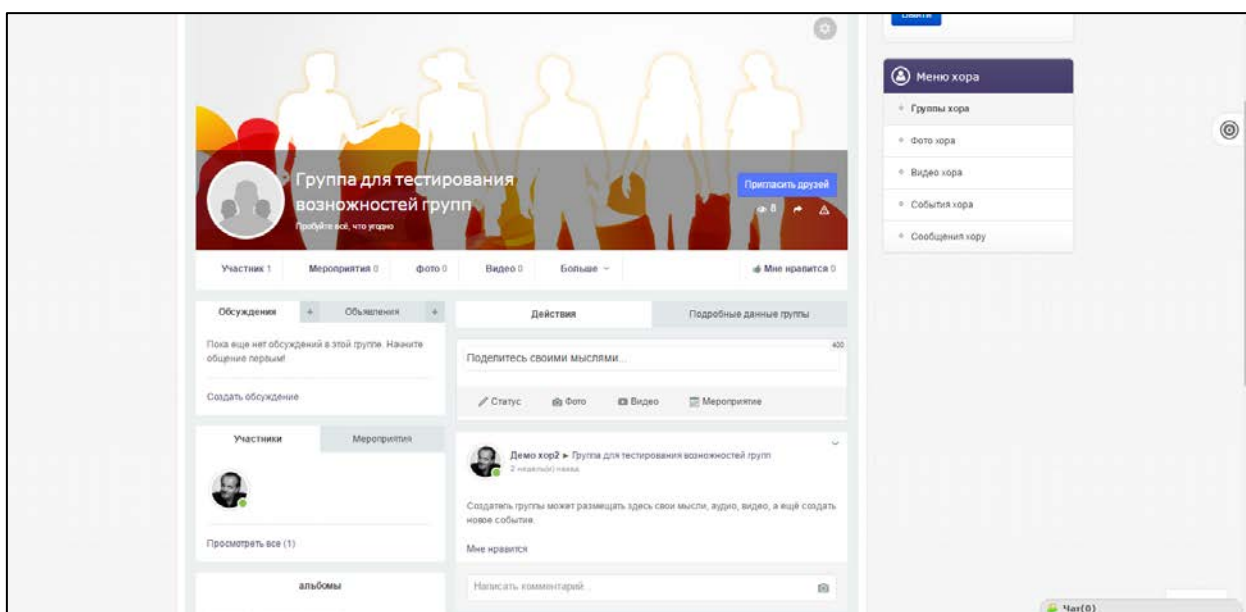 Группа для тестирования
возможностей групп
Пробуйте всё, что угодно
Пригласить друзей
8
Участник 1
Мероприятия 0
фото 0
Видео 0
Больше
Мне нравится 0
Обсуждения
+
Объявления
+
Пока еще нет обсуждений в этой группе. Начните
общение первым!
Создать обсуждение
Участники
Мероприятия
Просмотреть все (1)
альбомы
Действия
Подробные данные группы
400
Поделитесь своими мыслями...
Статус
Фото
Видео
Мероприятие
Демо хор2 ► Группа для тестирования возможностей групп
2 недель(и) назад
Создатель группы может размещать здесь свои мысли, аудио, видео, а ещё создать
новое событие.
Мне нравится
Написать комментарий...
Меню хора
Группы хора
Фото хора
Видео хора
События хора
Сообщения хору
Чат(0)